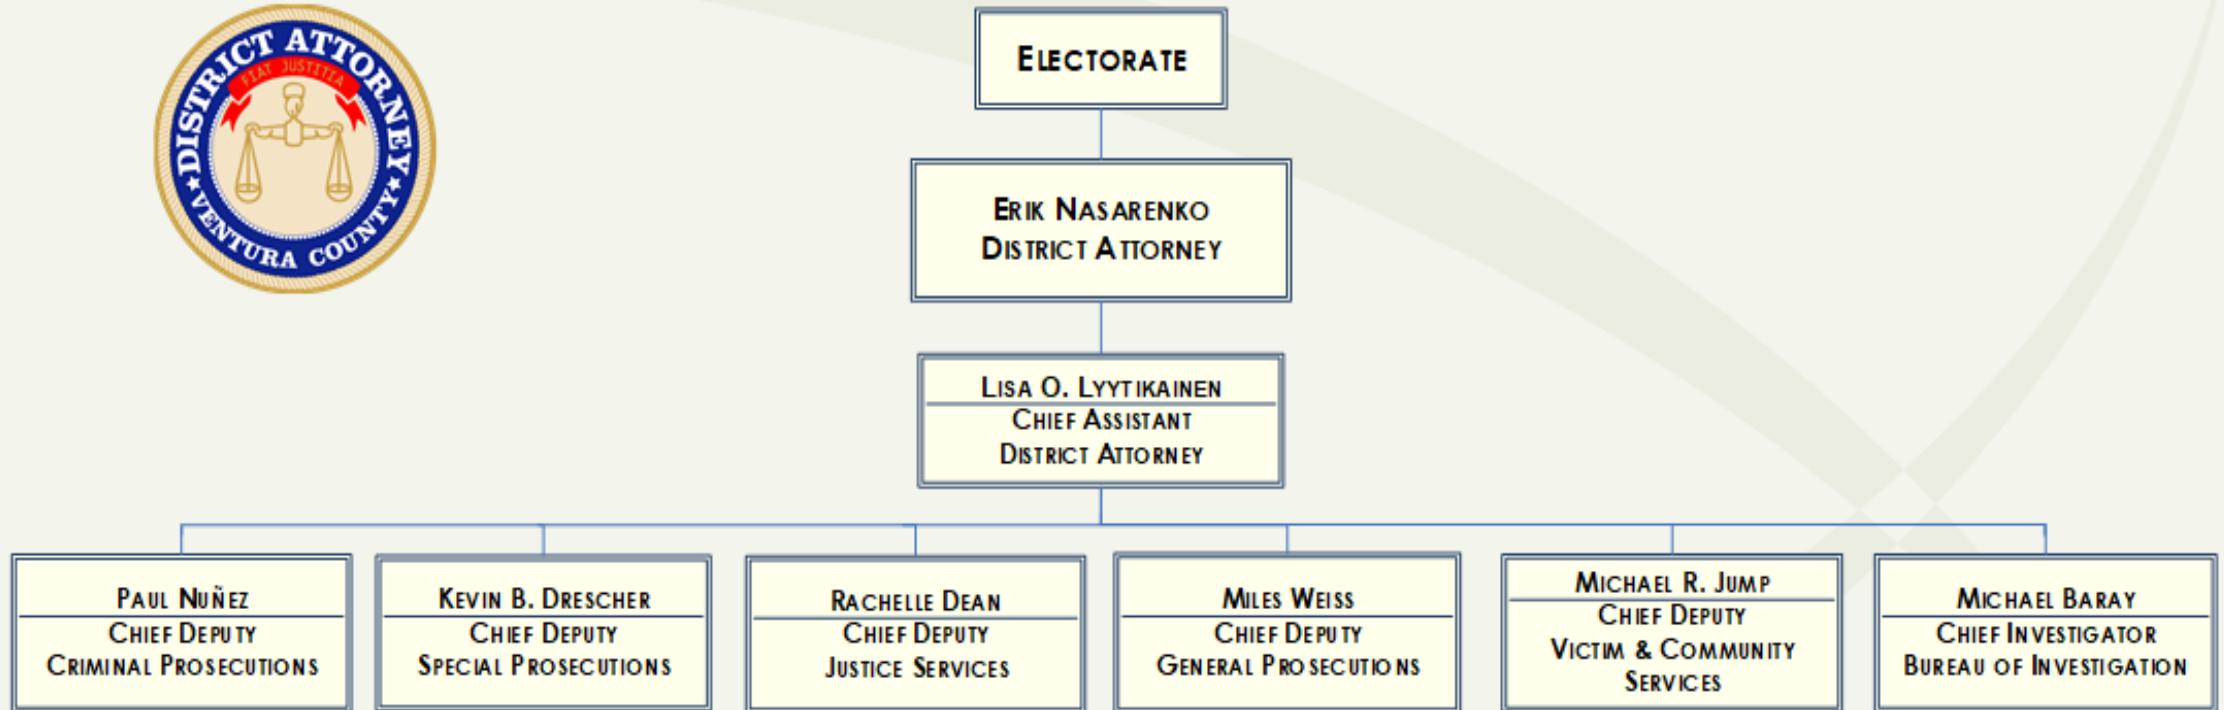 DISTRICT ATTORNEY
FIAT JUSTITIA
VENTURA COUNTY
ELECTORATE
ERIK NASARENKO
DISTRICT ATTORNEY
LISA O. LYYTIKAINEN
CHIEF ASSISTANT
DISTRICT ATTORNEY
PAUL NUÑEZ
CHIEF DEPUTY
CRIMINAL PROSECUTIONS
KEVIN B. DRESCHER
CHIEF DEPUTY
SPECIAL PROSECUTIONS
RACHELLE DEAN
CHIEF DEPUTY
JUSTICE SERVICES
MILES WEISS
CHIEF DEPUTY
GENERAL PROSECUTIONS
MICHAEL R. JUMP
CHIEF DEPUTY
VICTIM & COMMUNITY
SERVICES
MICHAEL BARAY
CHIEF INVESTIGATOR
BUREAU OF INVESTIGATION